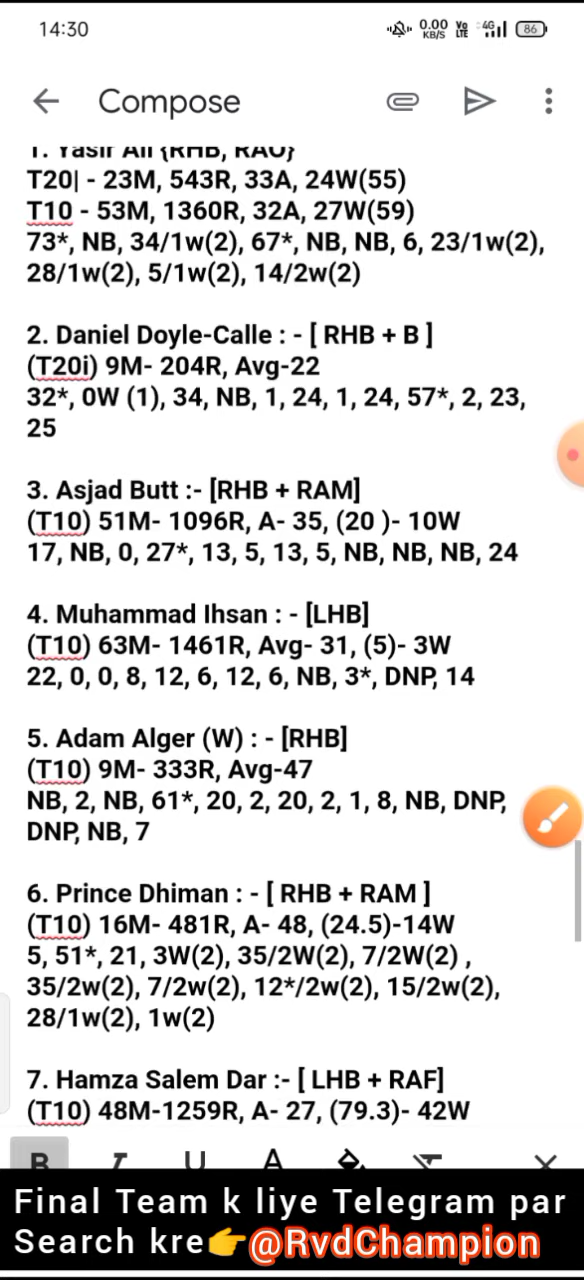 14:30
0.00 KB/S Vo LTE 4G 86
Compose
1. Yasir Ali {RHB, RAO}
T20| - 23M, 543R, 33A, 24W(55)
T10 - 53M, 1360R, 32A, 27W(59)
73*, NB, 34/1w(2), 67*, NB, NB, 6, 23/1w(2),
28/1w(2), 5/1w(2), 14/2w(2)
2. Daniel Doyle-Calle : - [ RHB + B ]
(T20i) 9M- 204R, Avg-22
32*, 0W (1), 34, NB, 1, 24, 1, 24, 57*, 2, 23,
25
3. Asjad Butt :- [RHB + RAM]
(T10) 51M- 1096R, A- 35, (20 )- 10W
17, NB, 0, 27*, 13, 5, 13, 5, NB, NB, NB, 24
4. Muhammad Ihsan : - [LHB]
(T10) 63M- 1461R, Avg- 31, (5)- 3W
22, 0, 0, 8, 12, 6, 12, 6, NB, 3*, DNP, 14
5. Adam Alger (W) : - [RHB]
(T10) 9M- 333R, Avg-47
NB, 2, NB, 61*, 20, 2, 20, 2, 1, 8, NB, DNP,
DNP, NB, 7
6. Prince Dhiman : - [ RHB + RAM ]
(T10) 16M- 481R, A- 48, (24.5)-14W
5, 51*, 21, 3W(2), 35/2W(2), 7/2W(2) ,
35/2w(2), 7/2w(2), 12*/2w(2), 15/2w(2),
28/1w(2), 1w(2)
7. Hamza Salem Dar :- [ LHB + RAF]
(T10) 48M-1259R, A- 27, (79.3)- 42W
B I U A
Final Team k liye Telegram par
Search kre👉@RvdChampion